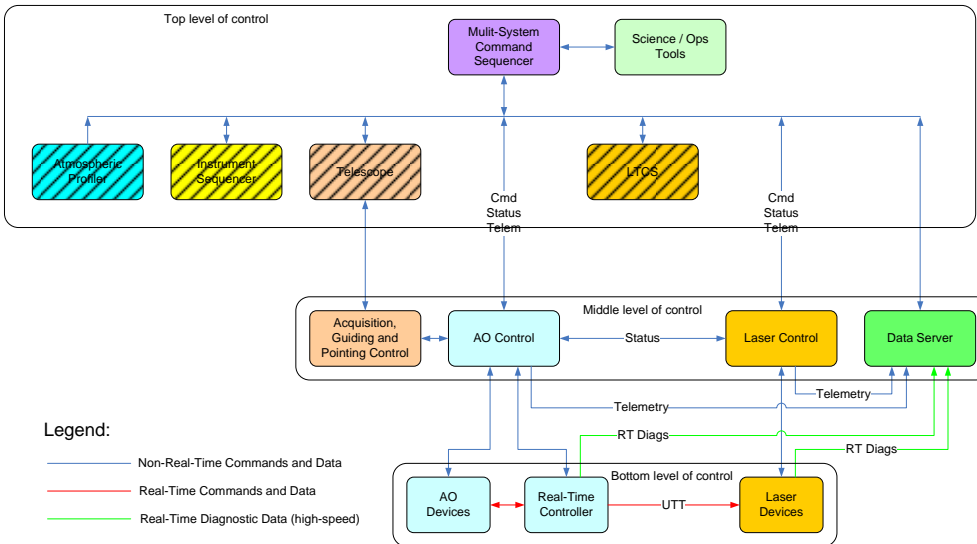 Top level of control
Mulit-System
Command
Sequencer
Science / Ops
Tools
Atmospheric
Profiler
Instrument
Sequencer
Telescope
LTCS
Cmd
Status
Telem
Cmd
Status
Telem
Middle level of control
Acquisition,
Guiding and
Pointing Control
AO Control
Status
Laser Control
Data Server
Telemetry
Telemetry
RT Diags
RT Diags
Legend:
Non-Real-Time Commands and Data
Real-Time Commands and Data
Real-Time Diagnostic Data (high-speed)
Bottom level of control
AO
Devices
Real-Time
Controller
UTT
Laser
Devices